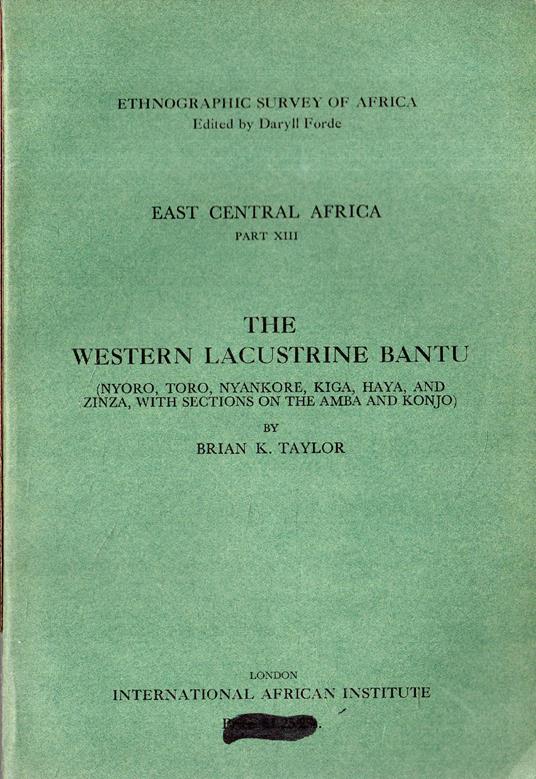 ETHNOGRAPHIC SURVEY OF AFRICA
Edited by Daryll Forde
EAST CENTRAL AFRICA
PART XIII
THE
WESTERN LACUSTRINE BANTU
(NYORO, TORO, NYANKORE, KIGA, HAYA, AND
ZINZA, WITH SECTIONS ON THE AMBA AND KONJO)
BY
BRIAN K. TAYLOR
LONDON
INTERNATIONAL AFRICAN INSTITUTE